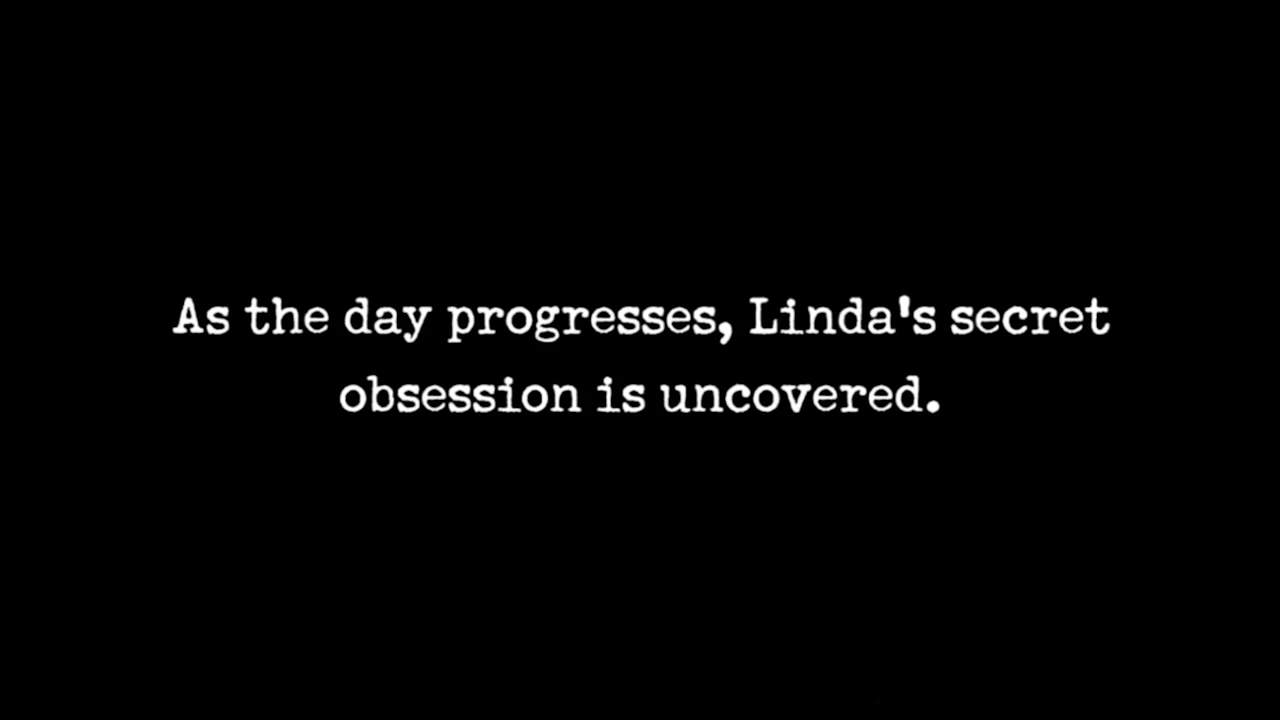 As the day progresses, Linda's secret
obsession is uncovered.